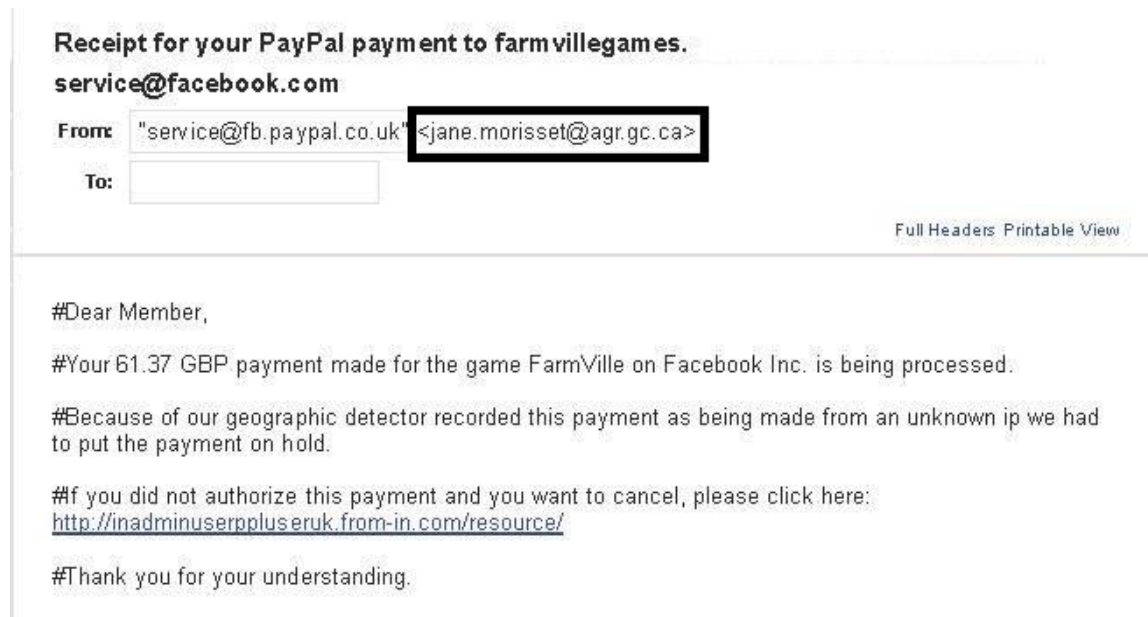 Receipt for your PayPal payment to farmvillegames.
service@facebook.com
From: "service@fb.paypal.co.uk" <jane.morisset@agr.gc.ca>
To:
Full Headers Printable View
#Dear Member,
#Your 61.37 GBP payment made for the game FarmVille on Facebook Inc. is being processed.
#Because of our geographic detector recorded this payment as being made from an unknown ip we had
to put the payment on hold.
#If you did not authorize this payment and you want to cancel, please click here:
http://inadminuserppluseruk.from-in.com/resource/
#Thank you for your understanding.